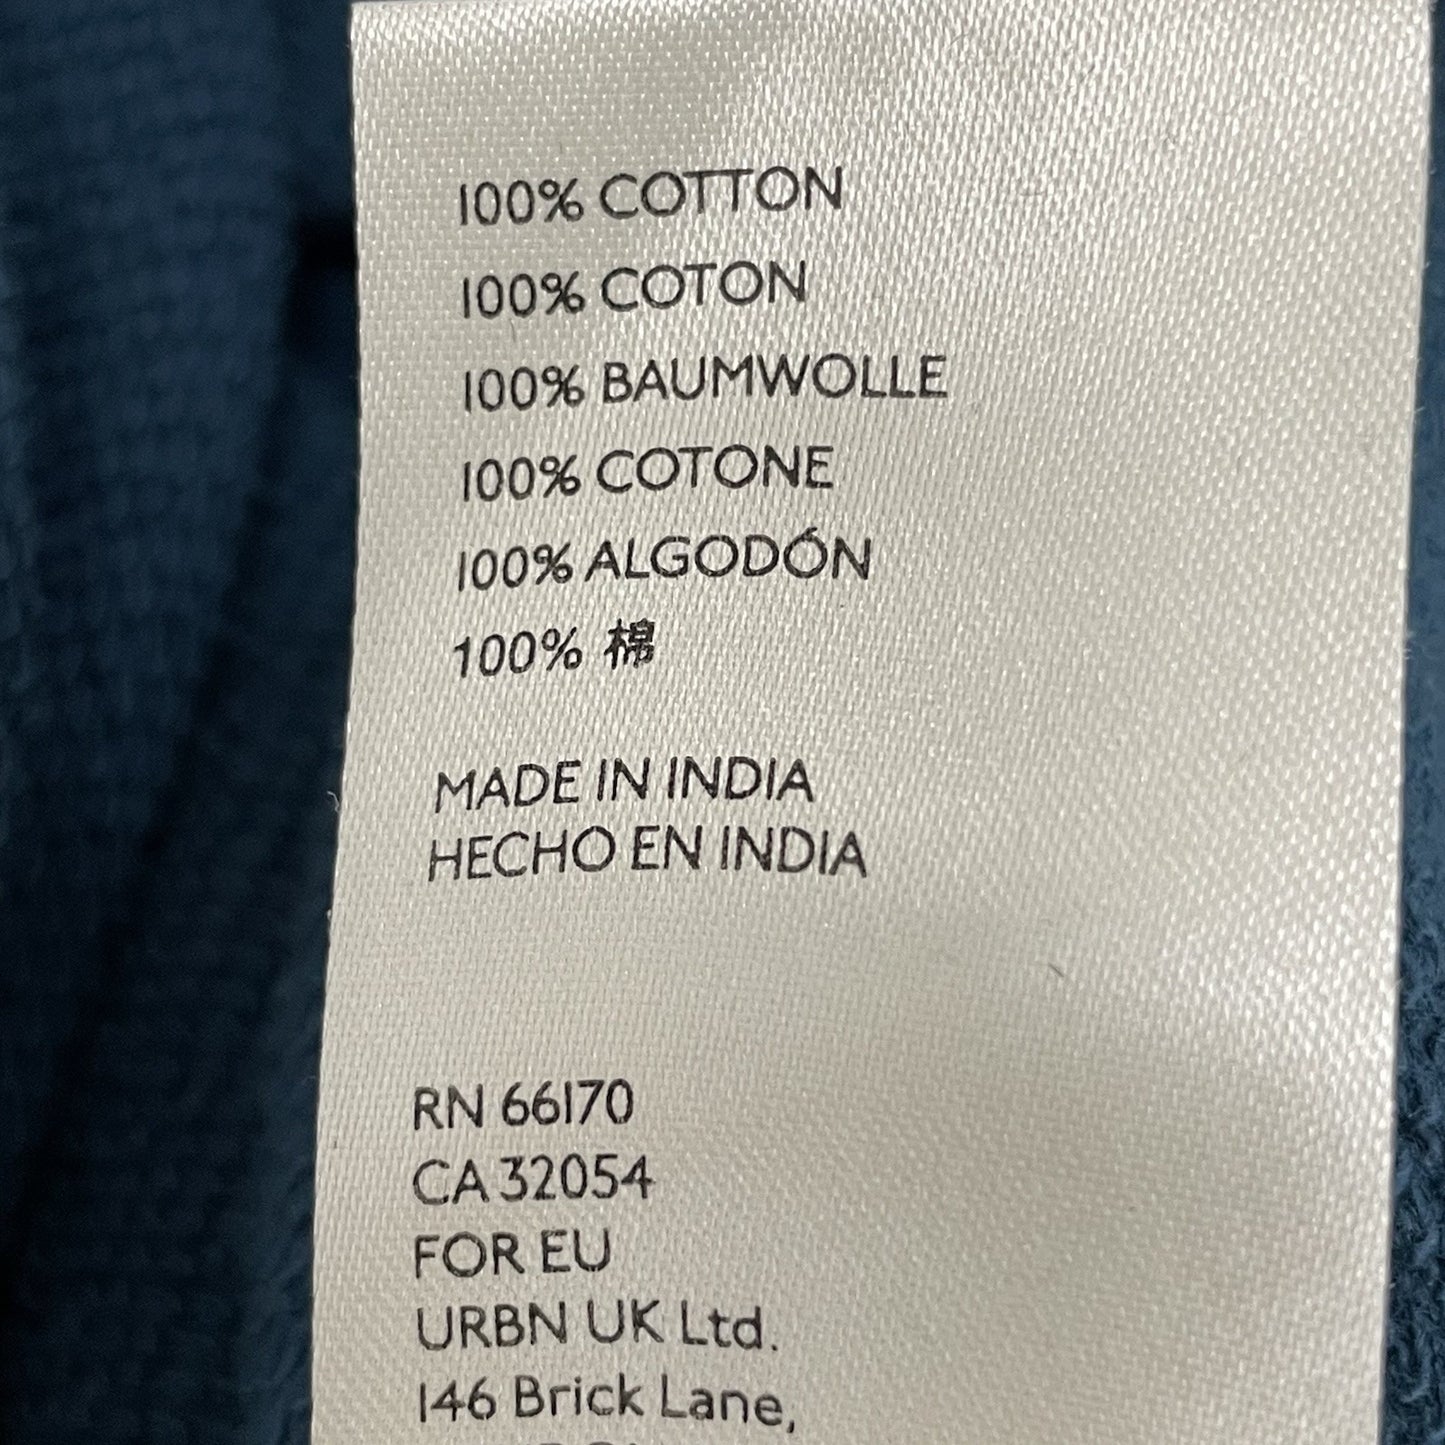 100% COTTON
100% COTON
100% BAUMWOLLE
100% COTONE
100% ALGODÓN
100% 棉
MADE IN INDIA
HECHO EN INDIA
RN 66170
CA 32054
FOR EU
URBN UK Ltd.
146 Brick Lane,